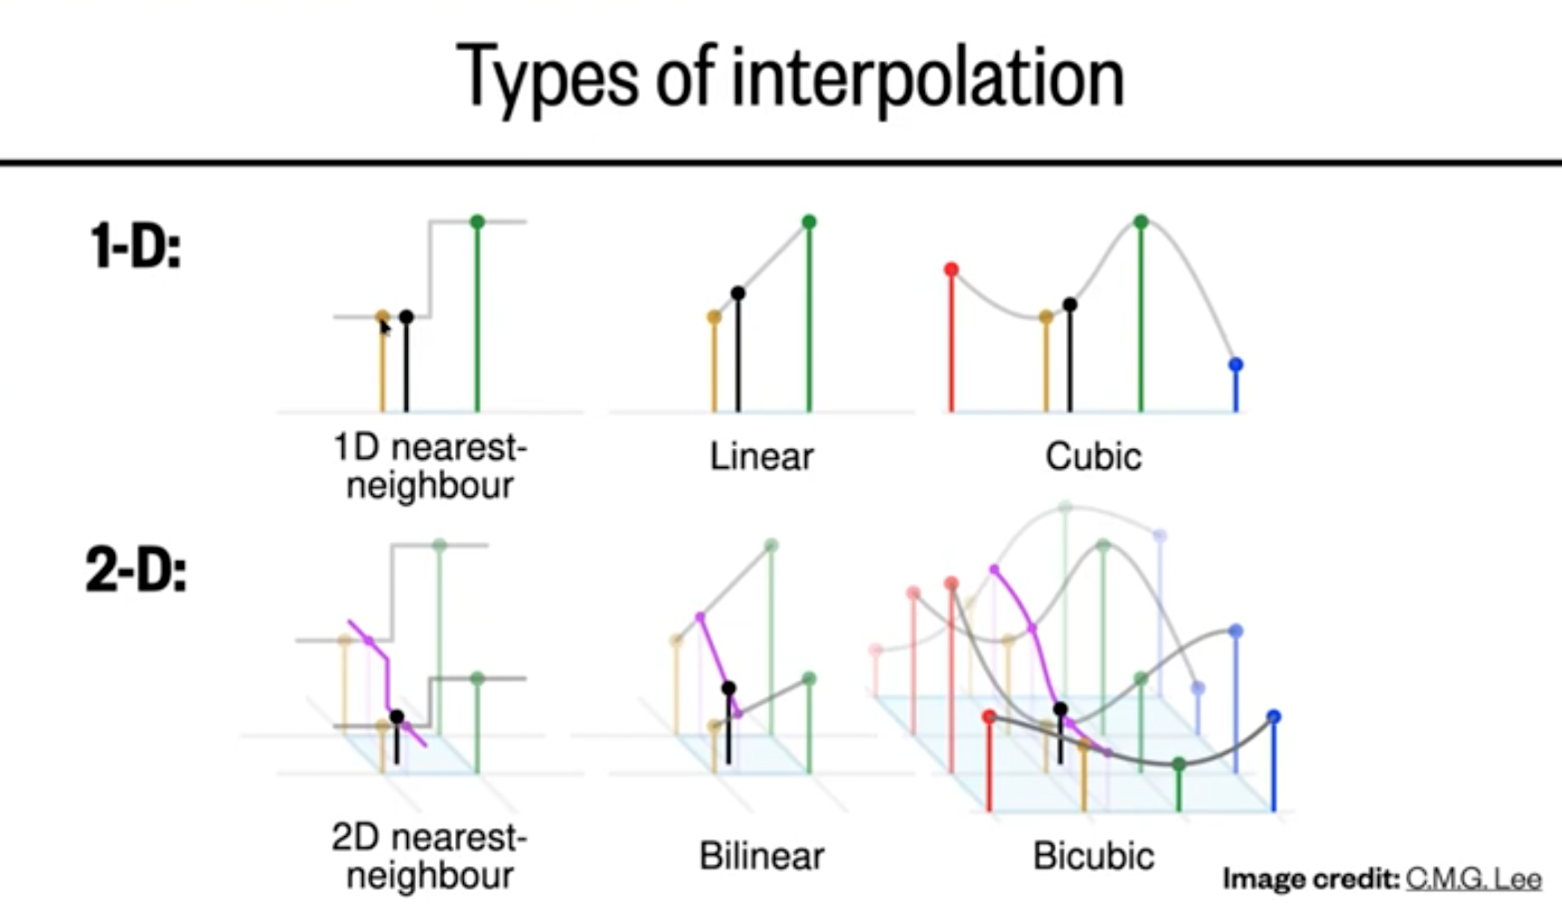 Types of interpolation
1-D:
1D nearest-
neighbour
Linear
Cubic
2-D:
2D nearest-
neighbour
Bilinear
Bicubic
Image credit: C.M.G. Lee